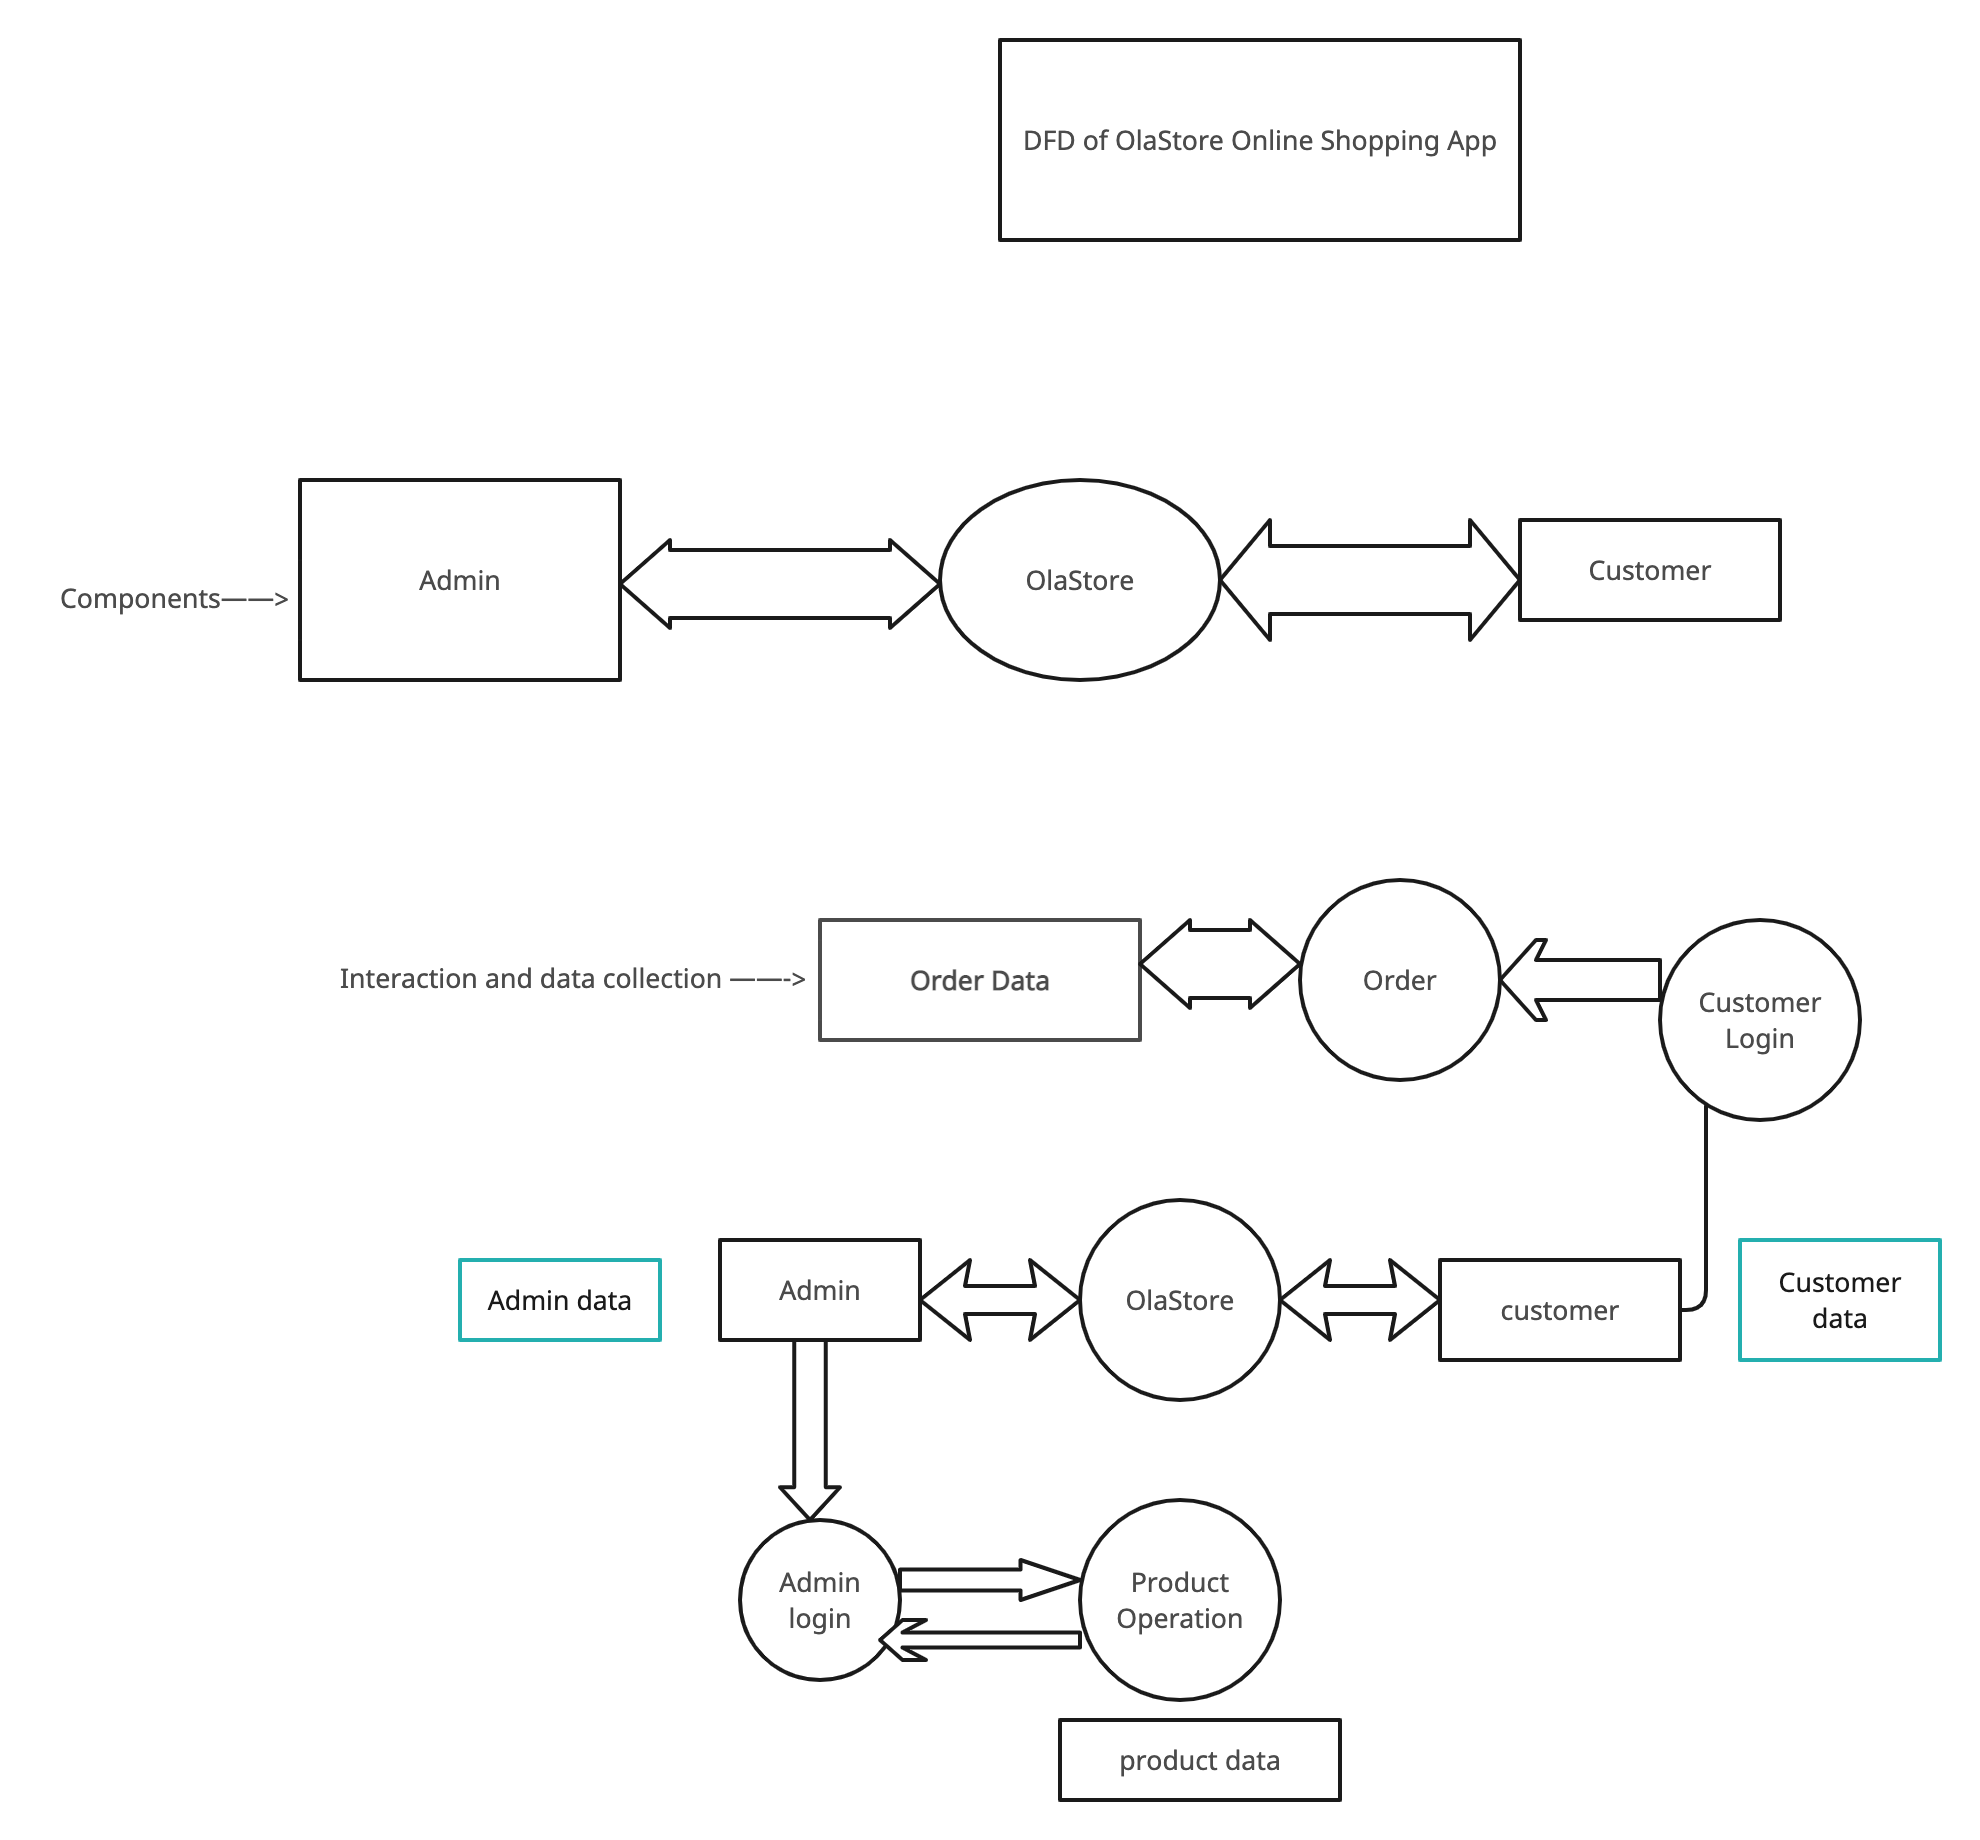 DFD of OlaStore Online Shopping App
Components——>
Admin
OlaStore
Customer
Interaction and data collection ——->
Order Data
Order
Customer
Login
Admin data
Admin
OlaStore
customer
Customer
data
Admin
login
Product
Operation
product data